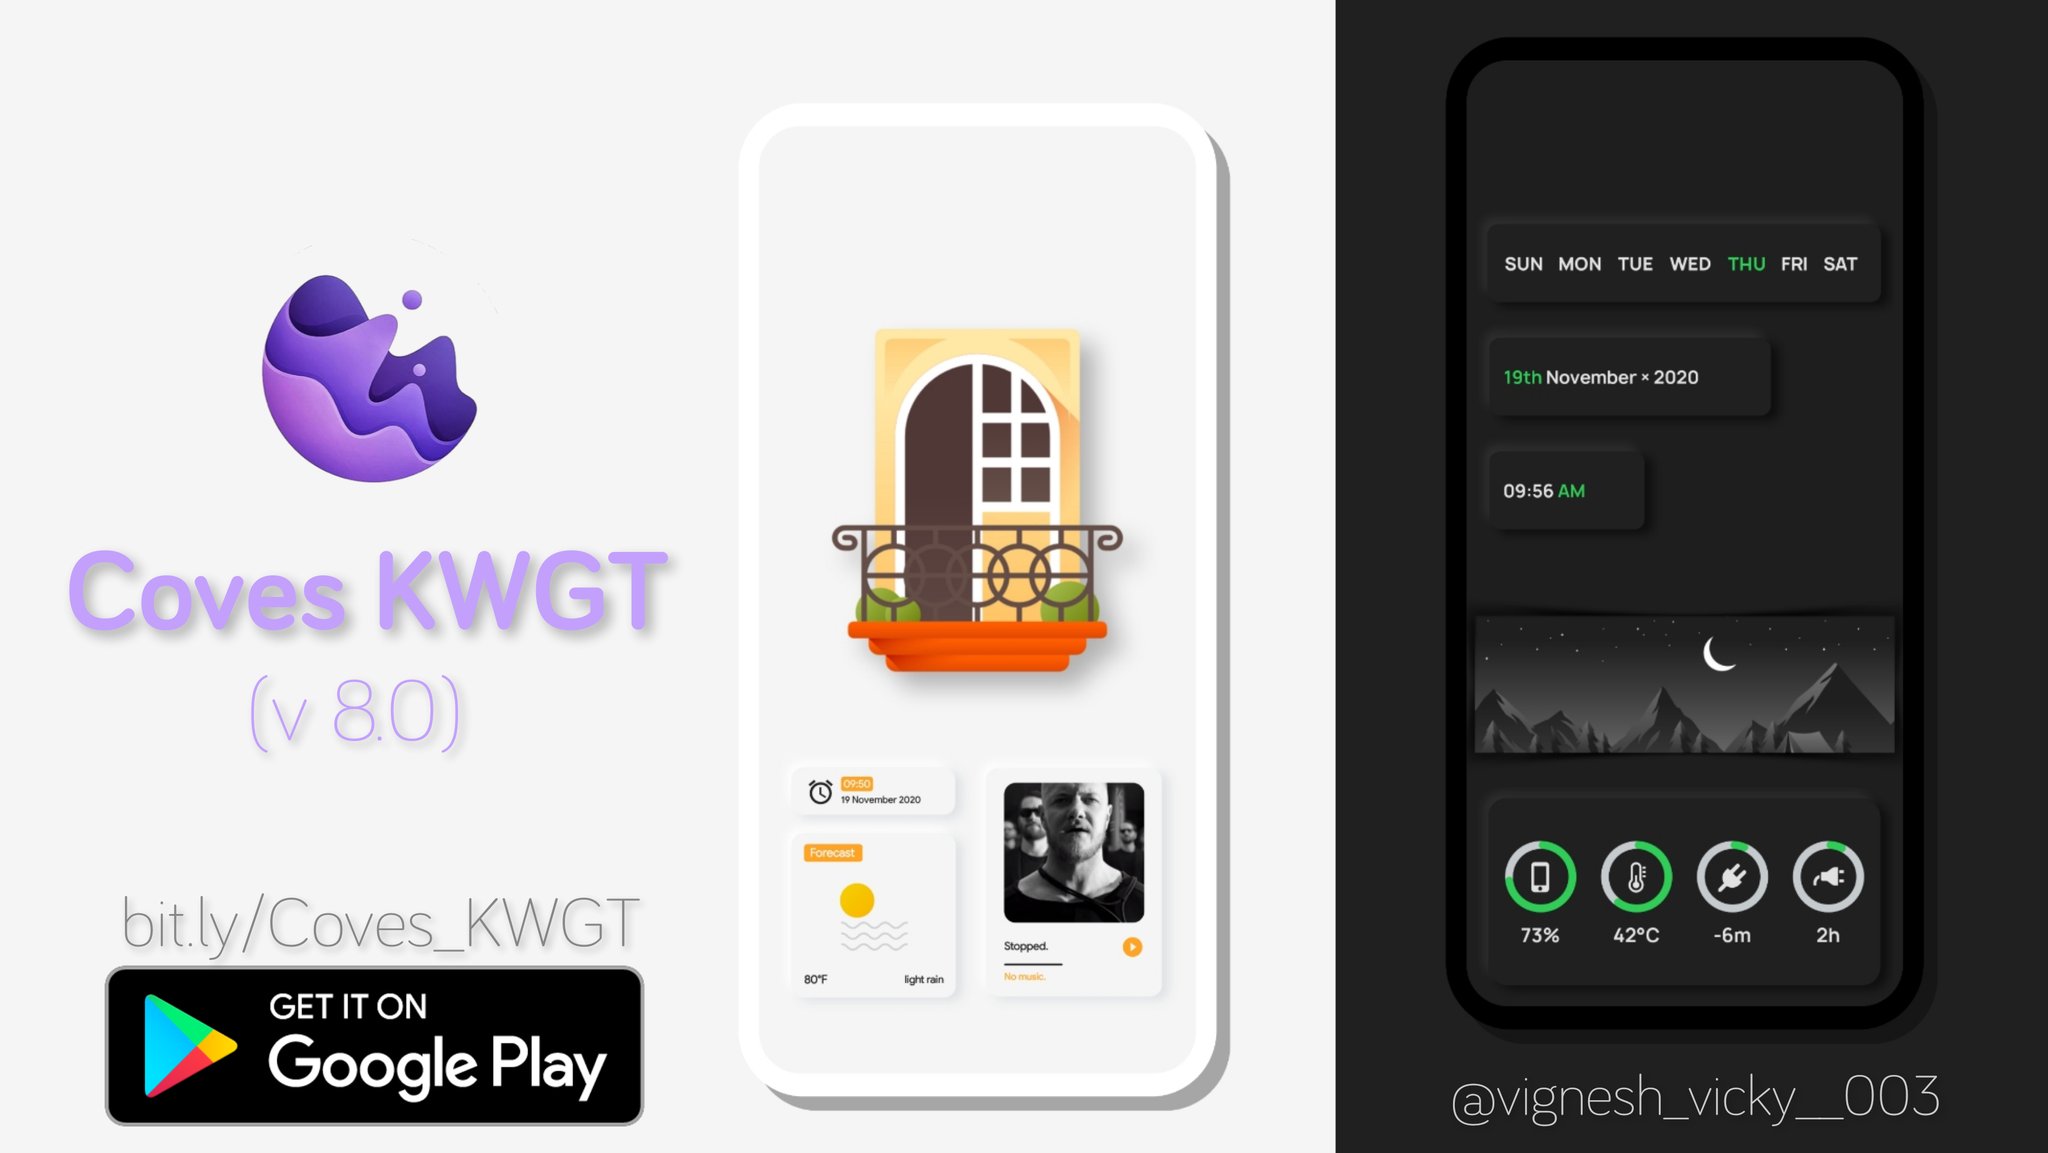 Coves KWGT
(v 8.0)
bit.ly/Coves_KWGT
GET IT ON
Google Play
09:50
19 November 2020
Forecast
80°F light rain
Stopped.
No music.
SUN MON TUE WED THU FRI SAT
19th November × 2020
09:56 AM
73% 42°C -6m 2h
@vignesh_vicky__003